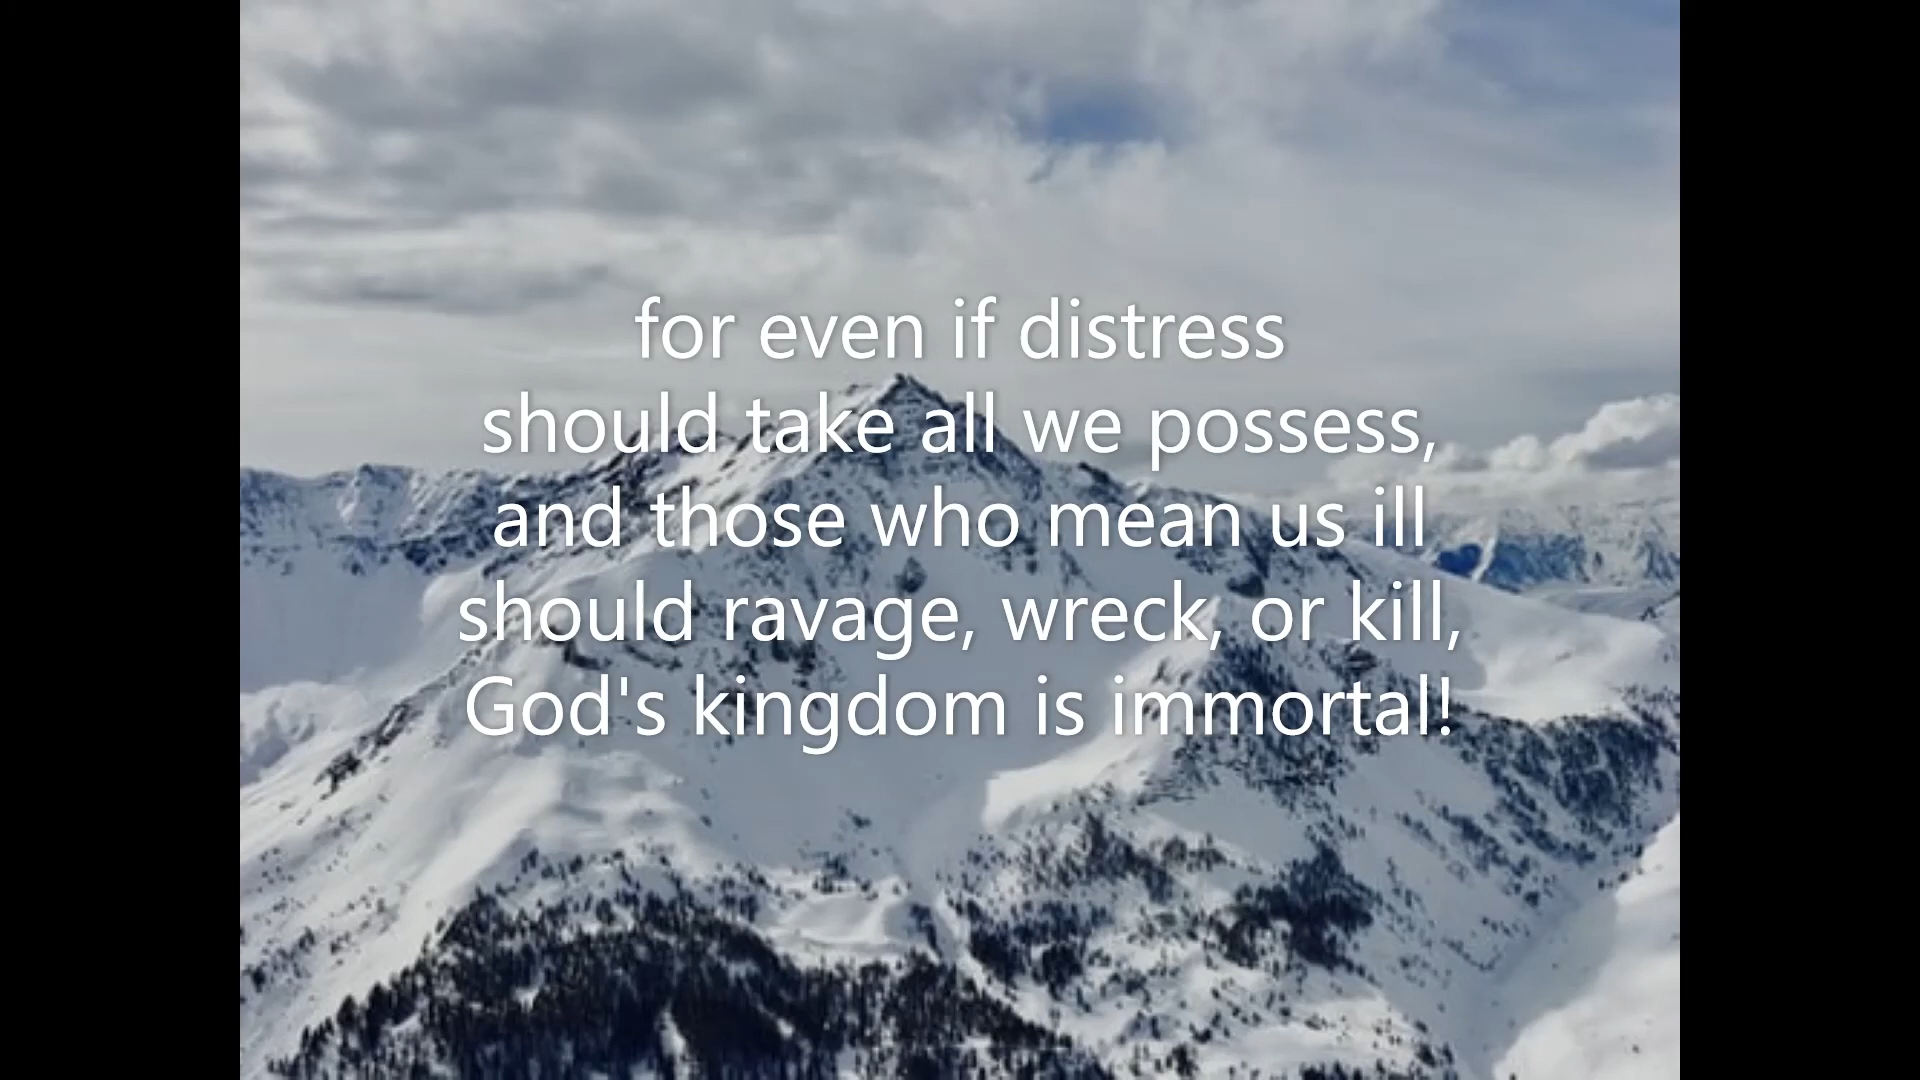 for even if distress
should take all we possess,
and those who mean us ill
should ravage, wreck, or kill,
God's kingdom is immortal!